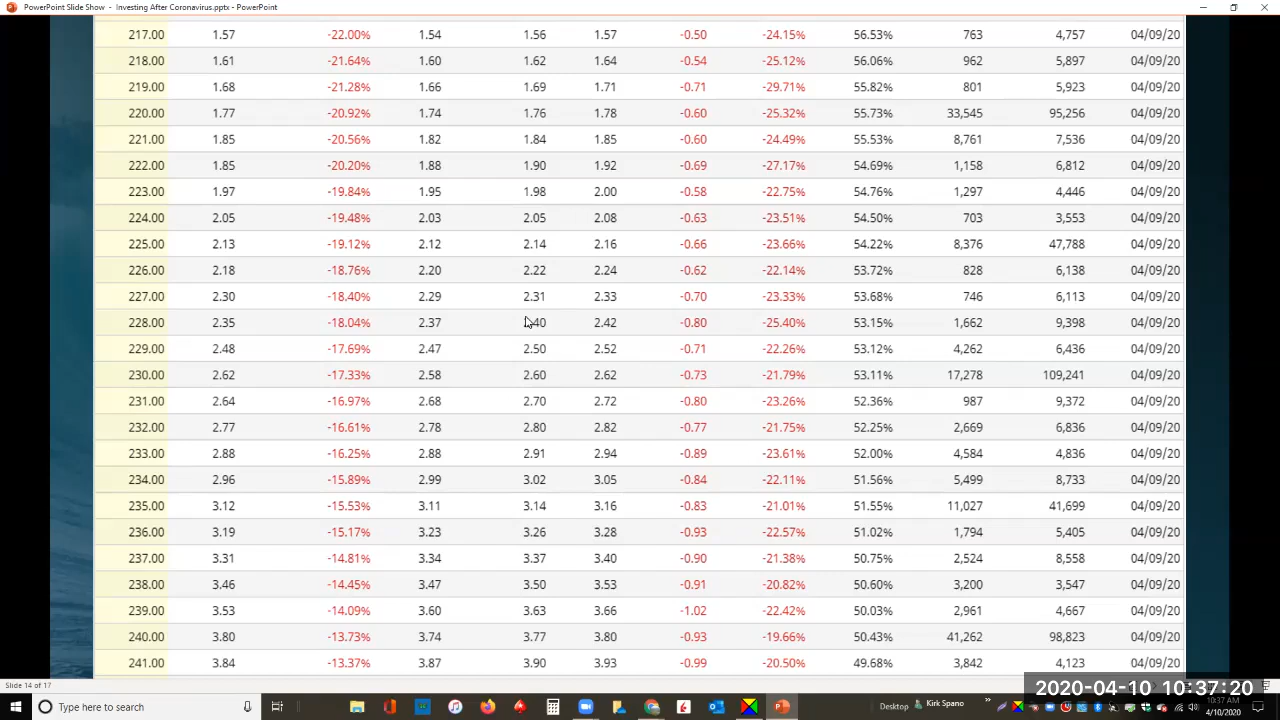 PowerPoint Slide Show - Investing After Coronavirus.pptx - PowerPoint
217.00 1.57 -22.00% 1.54 1.56 1.57 -0.50 -24.15% 56.53% 763 4,757 04/09/20
218.00 1.61 -21.64% 1.60 1.62 1.64 -0.54 -25.12% 56.06% 962 5,897 04/09/20
219.00 1.68 -21.28% 1.66 1.69 1.71 -0.71 -29.71% 55.82% 801 5,923 04/09/20
220.00 1.77 -20.92% 1.74 1.76 1.78 -0.60 -25.32% 55.73% 33,545 95,256 04/09/20
221.00 1.85 -20.56% 1.82 1.84 1.85 -0.60 -24.49% 55.53% 8,761 7,536 04/09/20
222.00 1.85 -20.20% 1.88 1.90 1.92 -0.69 -27.17% 54.69% 1,158 6,812 04/09/20
223.00 1.97 -19.84% 1.95 1.98 2.00 -0.58 -22.75% 54.76% 1,297 4,446 04/09/20
224.00 2.05 -19.48% 2.03 2.05 2.08 -0.63 -23.51% 54.50% 703 3,553 04/09/20
225.00 2.13 -19.12% 2.12 2.14 2.16 -0.66 -23.66% 54.22% 8,376 47,788 04/09/20
226.00 2.18 -18.76% 2.20 2.22 2.24 -0.62 -22.14% 53.72% 828 6,138 04/09/20
227.00 2.30 -18.40% 2.29 2.31 2.33 -0.70 -23.33% 53.68% 746 6,113 04/09/20
228.00 2.35 -18.04% 2.37 40 2.42 -0.80 -25.40% 53.15% 1,662 9,398 04/09/20
229.00 2.48 -17.69% 2.47 2.50 2.52 -0.71 -22.26% 53.12% 4,262 6,436 04/09/20
230.00 2.62 -17.33% 2.58 2.60 2.62 -0.73 -21.79% 53.11% 17,278 109,241 04/09/20
231.00 2.64 -16.97% 2.68 2.70 2.72 -0.80 -23.26% 52.36% 987 9,372 04/09/20
232.00 2.77 -16.61% 2.78 2.80 2.82 -0.77 -21.75% 52.25% 2,669 6,836 04/09/20
233.00 2.88 -16.25% 2.88 2.91 2.94 -0.89 -23.61% 52.00% 4,584 4,836 04/09/20
234.00 2.96 -15.89% 2.99 3.02 3.05 -0.84 -22.11% 51.56% 5,499 8,733 04/09/20
235.00 3.12 -15.53% 3.11 3.14 3.16 -0.83 -21.01% 51.55% 11,027 41,699 04/09/20
236.00 3.19 -15.17% 3.23 3.26 3.28 -0.93 -22.57% 51.02% 1,794 5,405 04/09/20
237.00 3.31 -14.81% 3.34 3.37 3.40 -0.90 -21.38% 50.75% 2,524 8,558 04/09/20
238.00 3.46 -14.45% 3.47 3.50 3.53 -0.91 -20.82% 50.60% 3,200 3,547 04/09/20
239.00 3.53 -14.09% 3.60 3.63 3.66 -1.02 -22.42% 50.03% 2,961 4,667 04/09/20
240.00 3.80 -13.73% 3.74 3.77 3.80 -0.93 -19.66% 50.43% 41,262 98,823 04/09/20
241.00 3.84 -13.37% 3.87 3.90 3.93 -0.99 -20.50% 49.68% 3,842 4,123 04/09/20
Slide 14 of 17
2020-04-10 10:37:20
Type here to search
Desktop
Kirk Spano
10:37 AM
4/10/2020